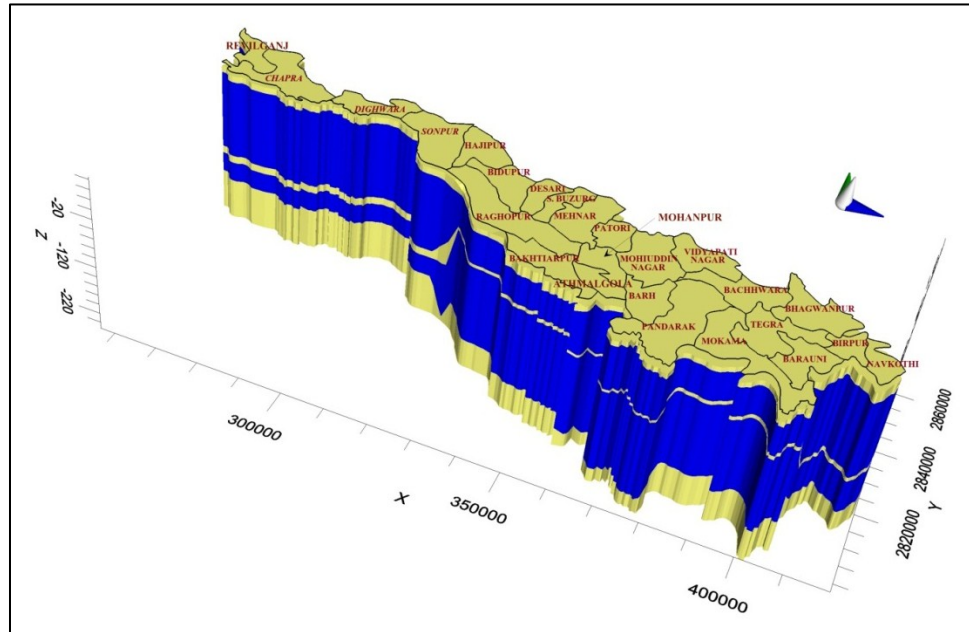 REVILGANJ
CHAPRA
DIGHWARA
SONPUR
HAJIPUR
BIDUPUR
DESARI
S. BUZURG
MEHNAR
RAGHOPUR
PATORI
MOHANPUR
BAKHTIARPUR
MOHIUDDIN
NAGAR
VIDYAPATI
NAGAR
ATHMALGOLA
BARH
BACHHWARA
BHAGWANPUR
PANDARAK
TEGRA
MOKAMA
BIRPUR
BARAUNI
NAVKOTHI
-20
-120
-220
Z
300000
350000
400000
X
2860000
2840000
2820000
Y